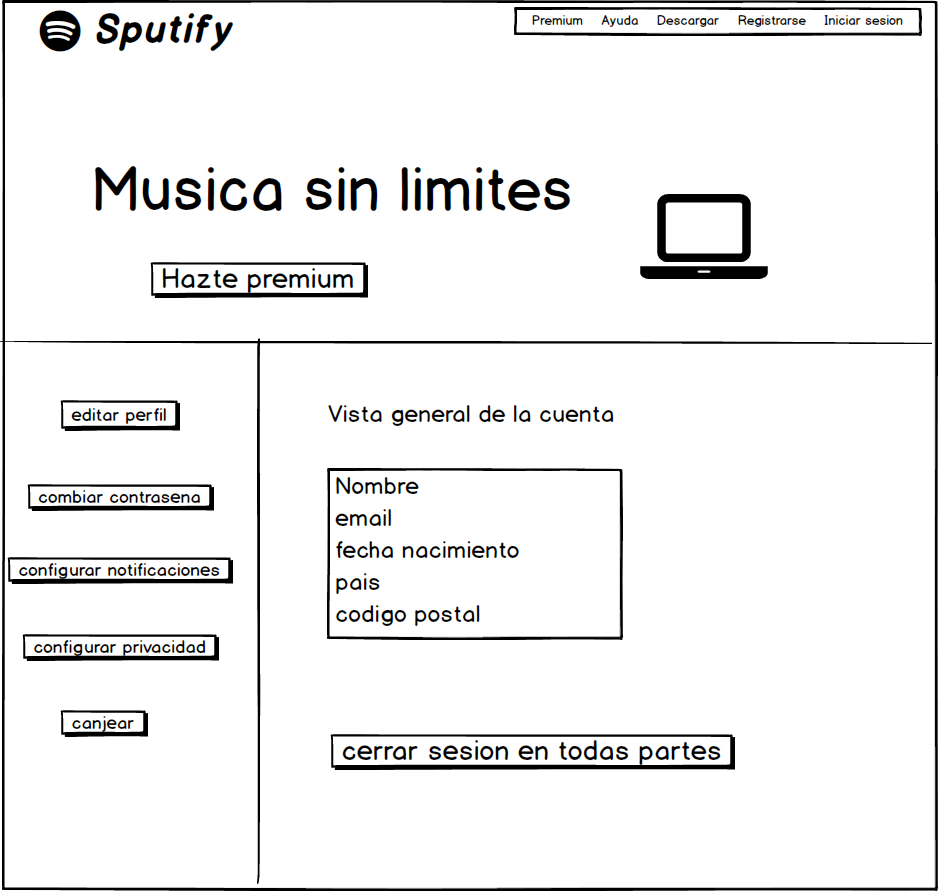 Sputify
Premium Ayuda Descargar Registrarse Iniciar sesion
Musica sin limites
Hazte premium
editar perfil
combiar contrasena
configurar notificaciones
configurar privacidad
canjear
Vista general de la cuenta
Nombre
email
fecha nacimiento
pais
codigo postal
cerrar sesion en todas partes